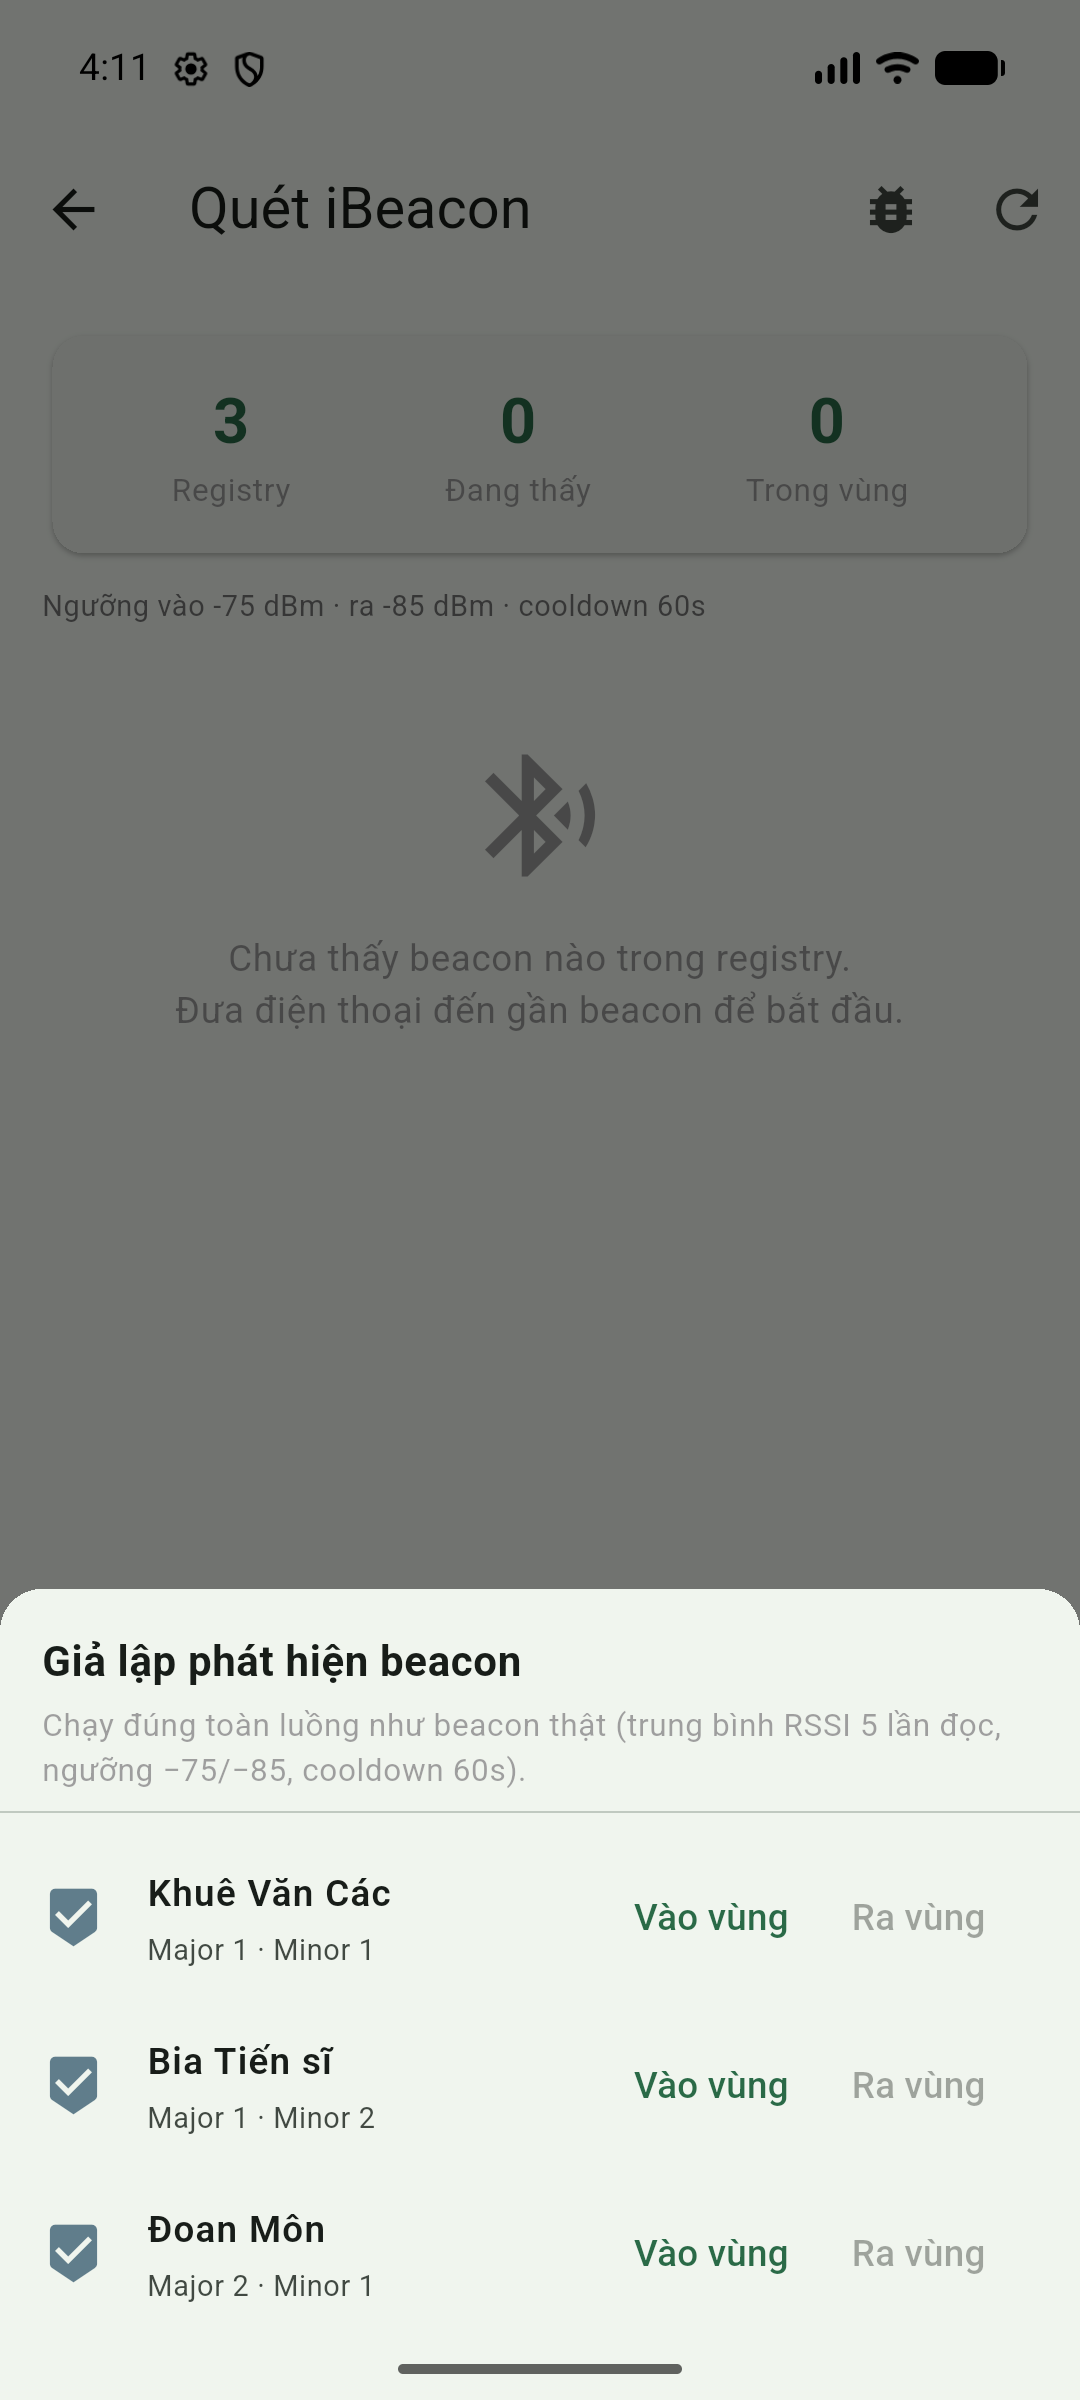 4:11
Quét iBeacon
3 0 0
Registry Đang thấy Trong vùng
Ngưỡng vào -75 dBm · ra -85 dBm · cooldown 60s
Chưa thấy beacon nào trong registry.
Đưa điện thoại đến gần beacon để bắt đầu.
Giả lập phát hiện beacon
Chạy đúng toàn luồng như beacon thật (trung bình RSSI 5 lần đọc,
ngưỡng −75/−85, cooldown 60s).
Khuê Văn Các
Major 1 · Minor 1
Vào vùng Ra vùng
Bia Tiến sĩ
Major 1 · Minor 2
Vào vùng Ra vùng
Đoan Môn
Major 2 · Minor 1
Vào vùng Ra vùng